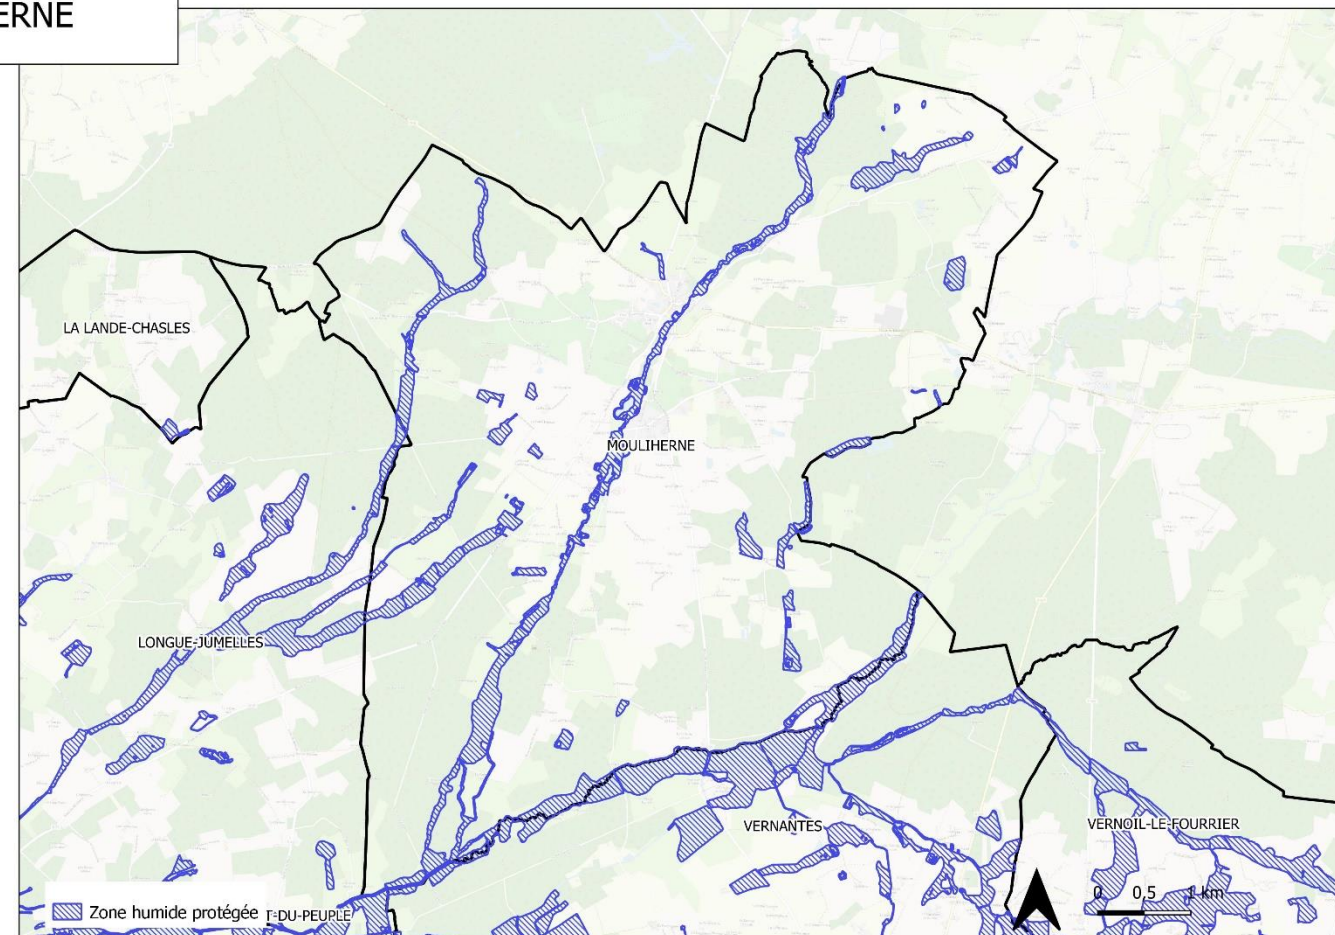 ERNE
LA LANDE-CHASLES
MOULIHERNE
LONGUE-JUMELLES
VERNANTES
VERNOIL-LE-FOURRIER
0 0,5 1 km
Zone humide protégée
T-DU-PEUPLE